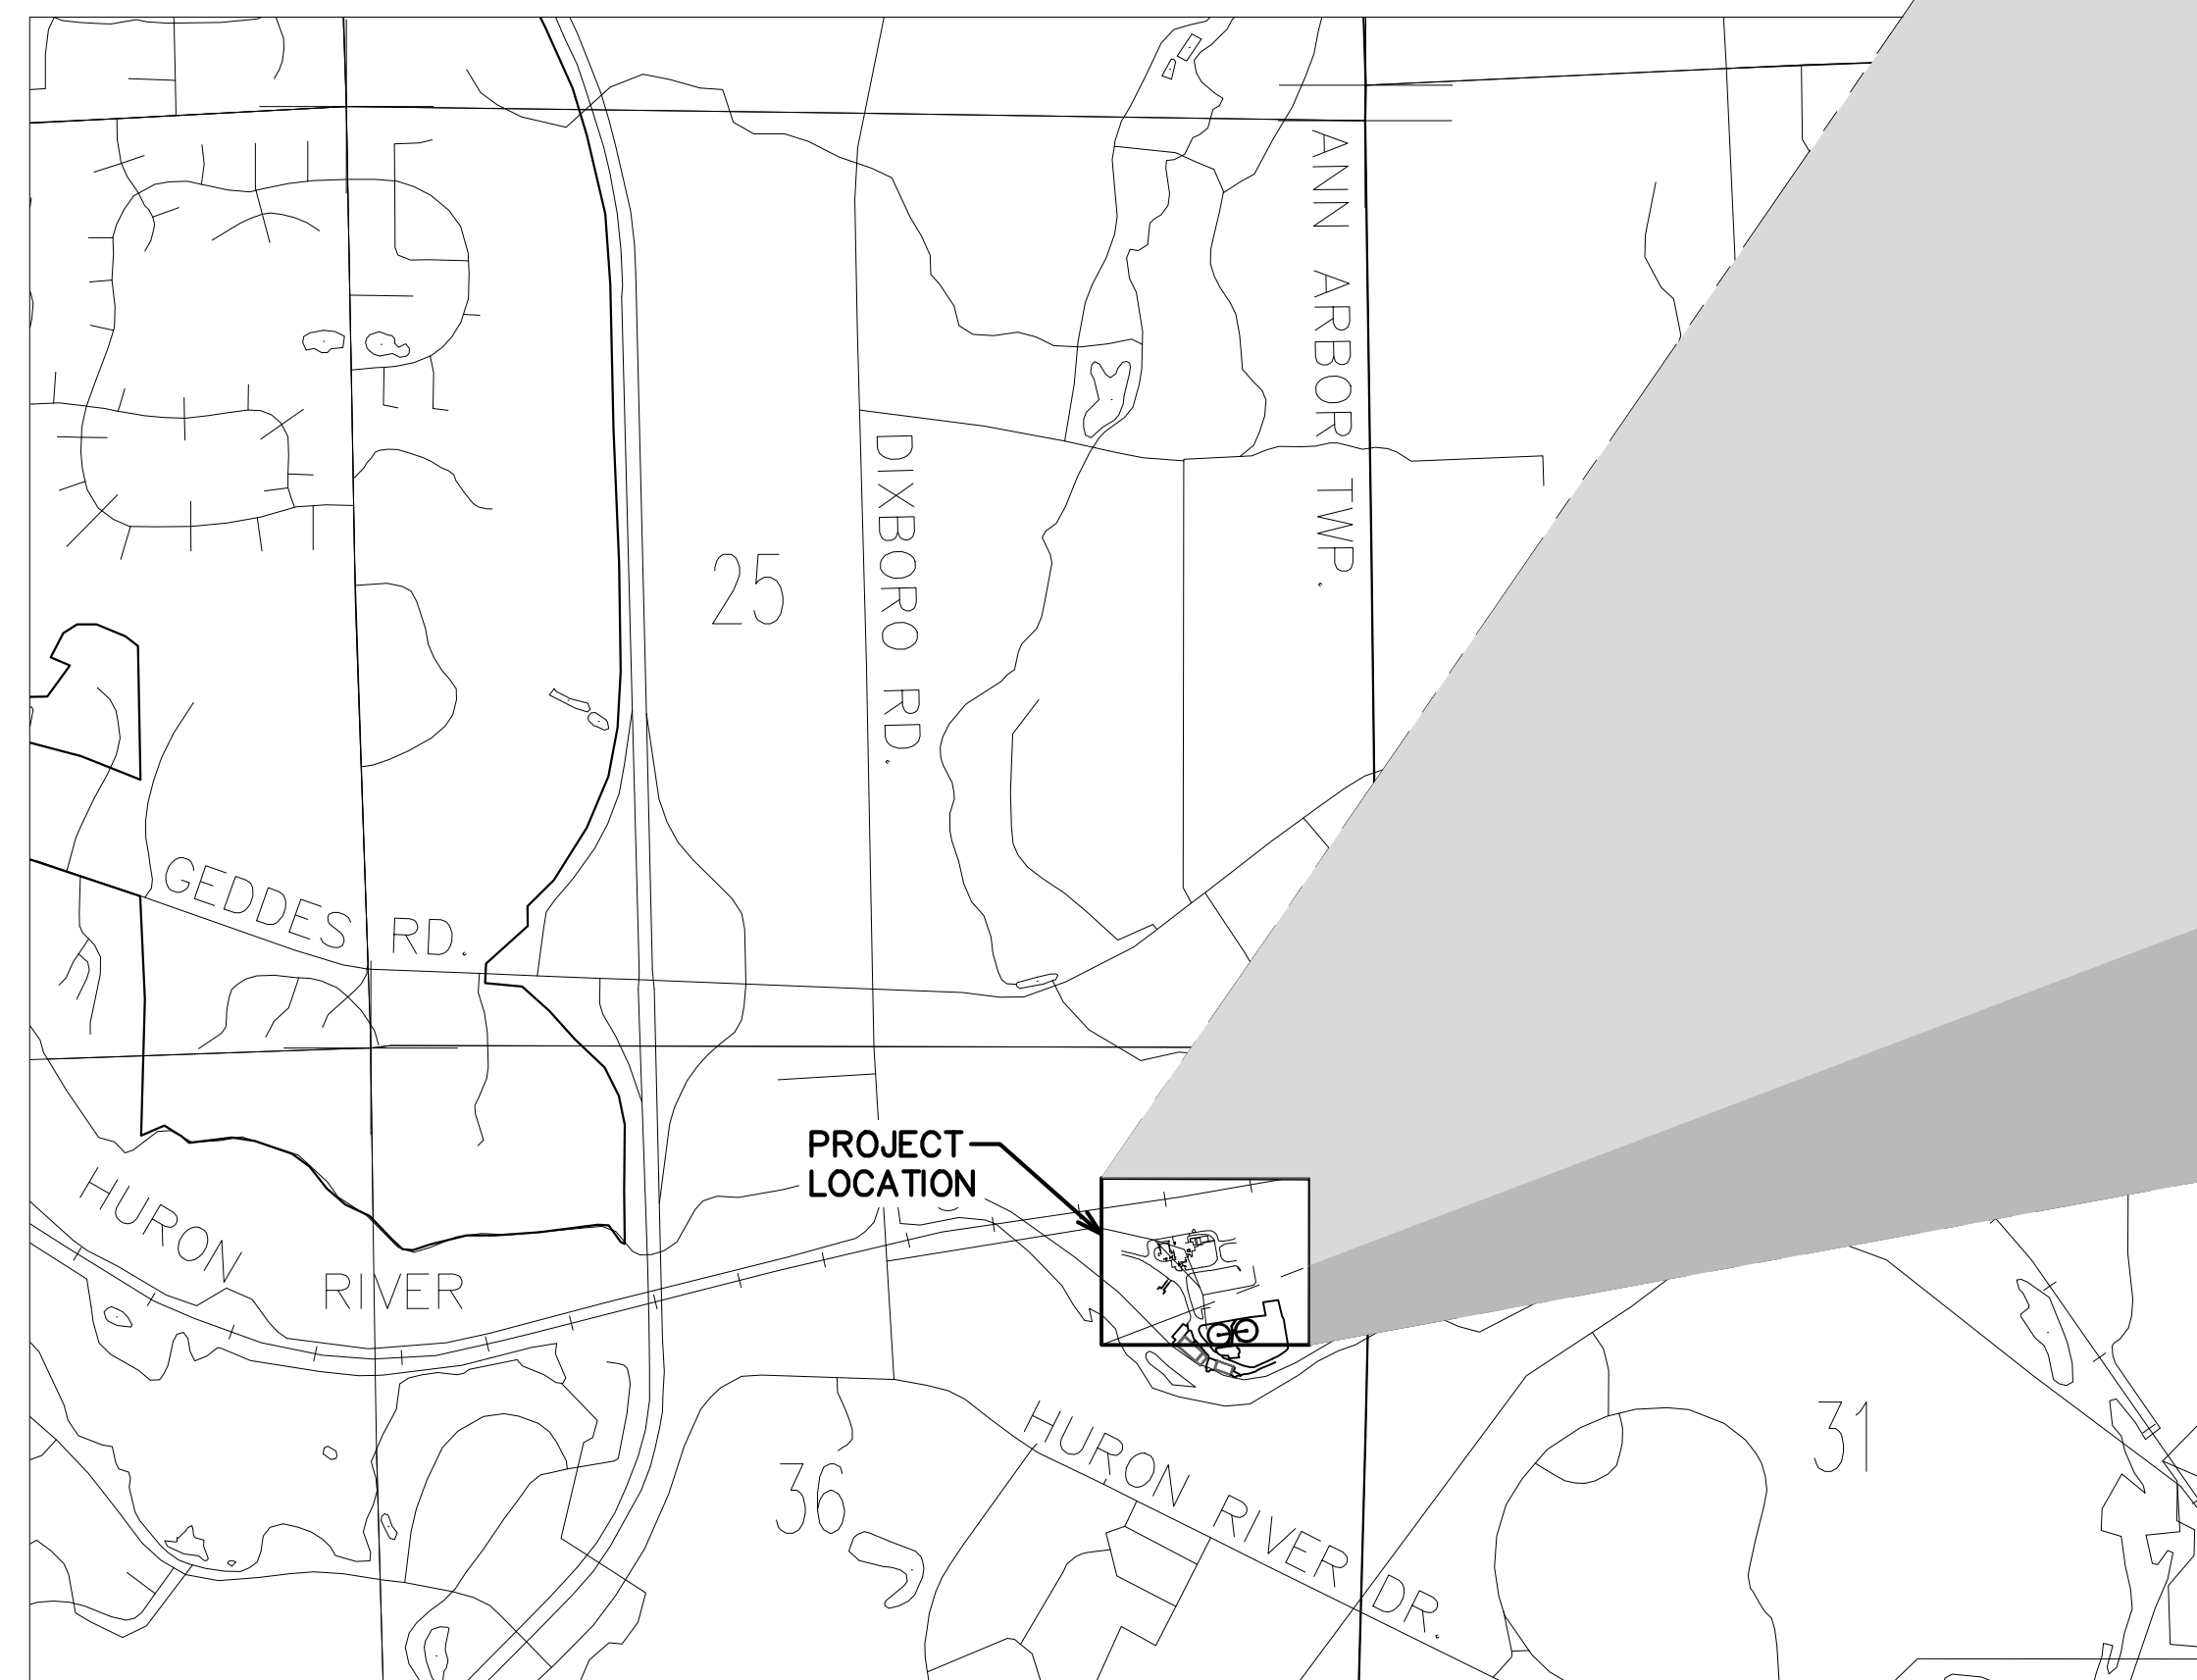 ANN ARBOR TWP.
DIXBORO RD.
25
GEDDES RD.
PROJECT
LOCATION
HURON RIVER
31
36
HURON RIVER DR.